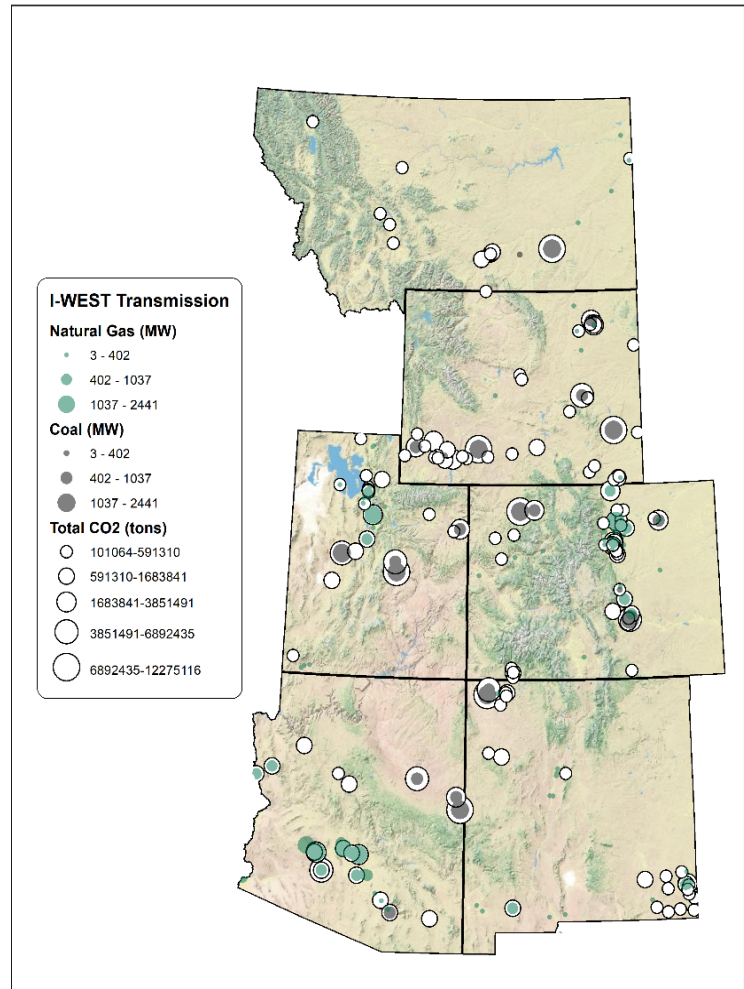 I-WEST Transmission
Natural Gas (MW)
3 - 402
402 - 1037
1037 - 2441
Coal (MW)
3 - 402
402 - 1037
1037 - 2441
Total CO2 (tons)
101064-591310
591310-1683841
1683841-3851491
3851491-6892435
6892435-12275116